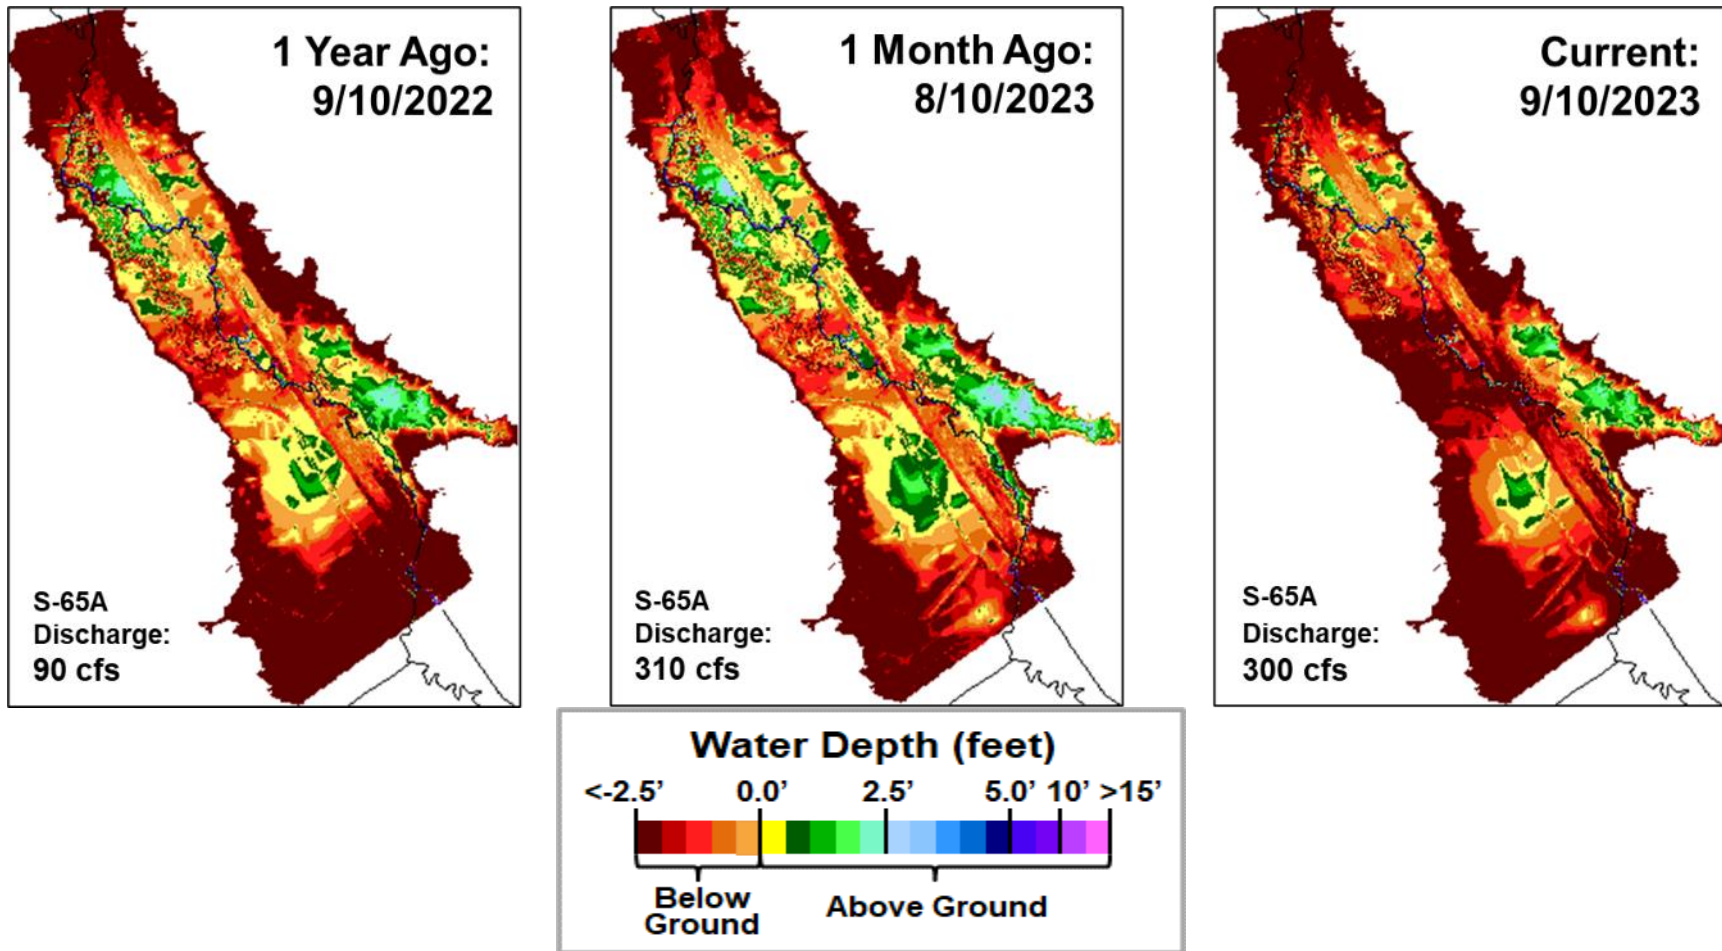 1 Year Ago:
9/10/2022
S-65A
Discharge:
90 cfs
1 Month Ago:
8/10/2023
S-65A
Discharge:
310 cfs
Current:
9/10/2023
S-65A
Discharge:
300 cfs
Water Depth (feet)
<-2.5’ 0.0’ 2.5’ 5.0’ 10’ >15’
Below
Ground
Above Ground